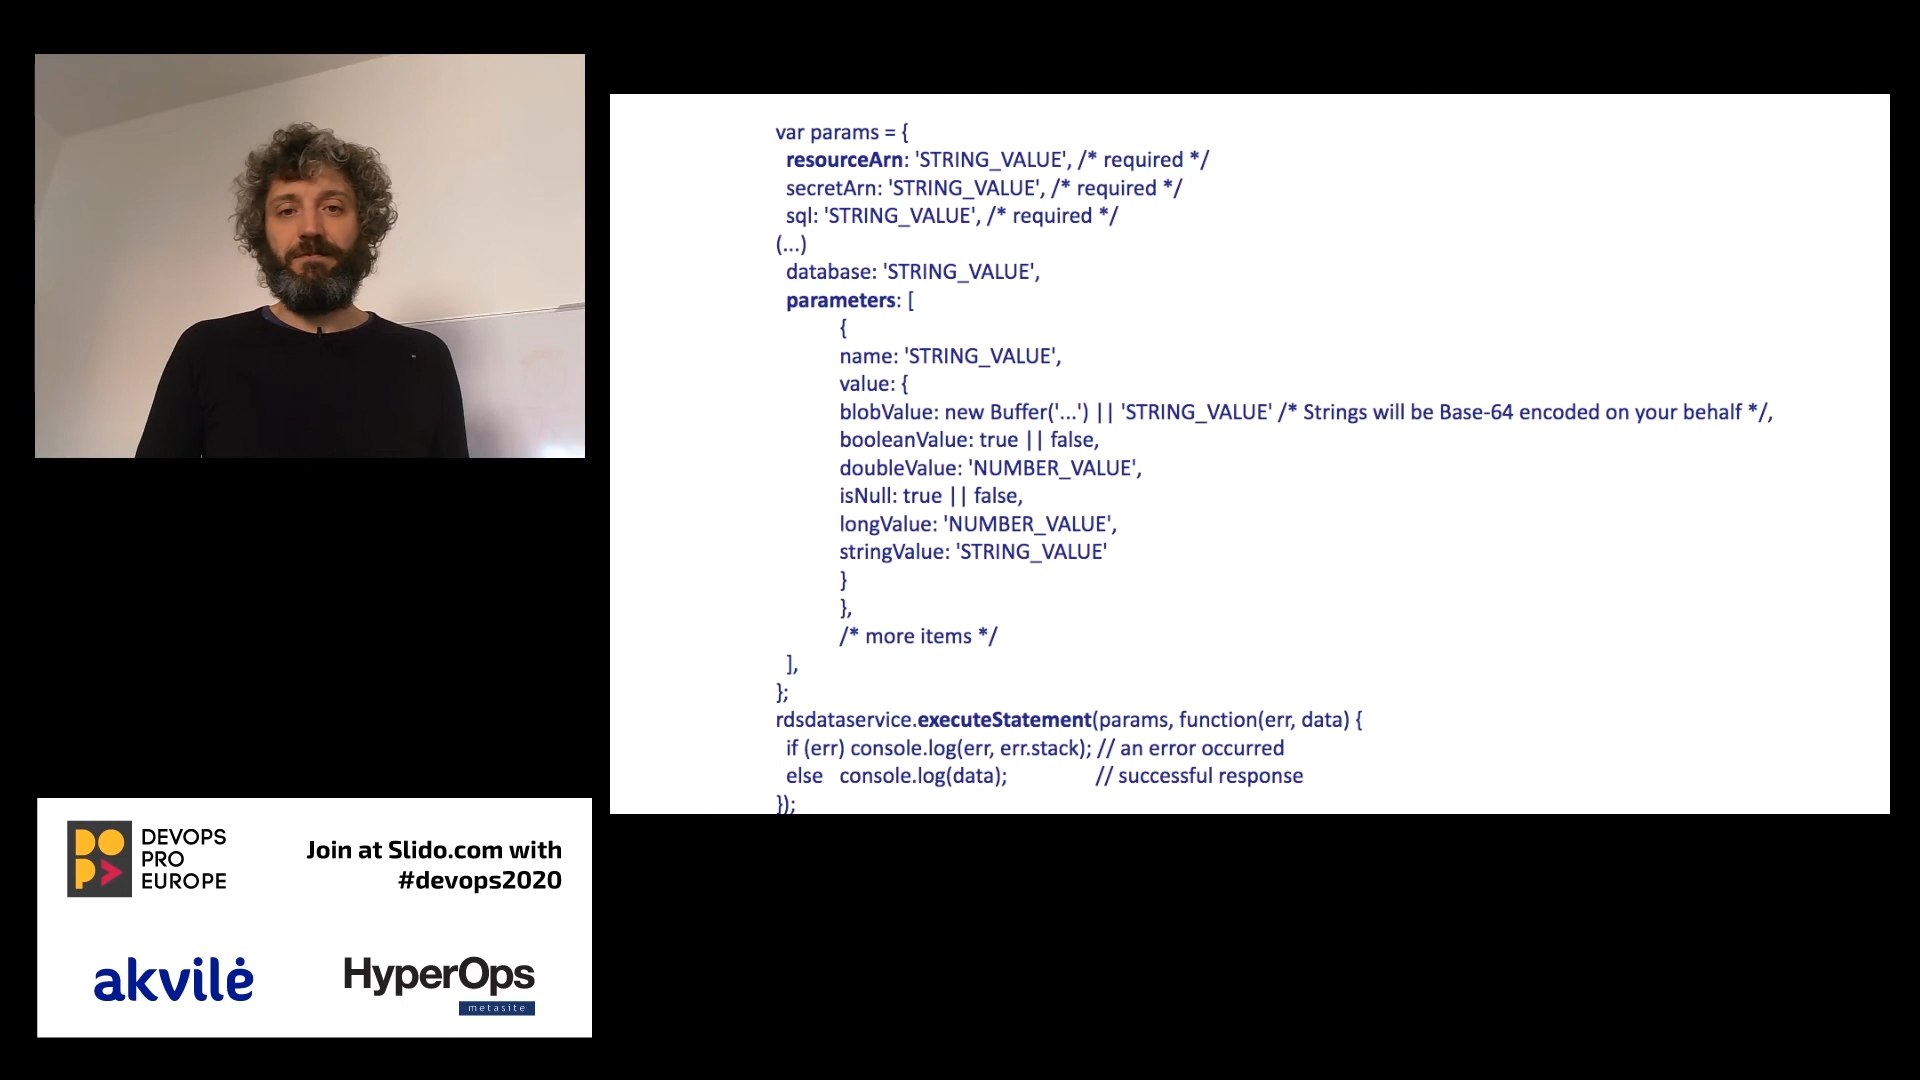 var params = {
resourceArn: 'STRING_VALUE', /* required */
secretArn: 'STRING_VALUE', /* required */
sql: 'STRING_VALUE', /* required */
(...)
database: 'STRING_VALUE',
parameters: [
{
name: 'STRING_VALUE',
value: {
blobValue: new Buffer('...') || 'STRING_VALUE' /* Strings will be Base-64 encoded on your behalf */,
booleanValue: true || false,
doubleValue: 'NUMBER_VALUE',
isNull: true || false,
longValue: 'NUMBER_VALUE',
stringValue: 'STRING_VALUE'
}
},
/* more items */
],
};
rdsdataservice.executeStatement(params, function(err, data) {
if (err) console.log(err, err.stack); // an error occurred
else console.log(data); // successful response
});
DEVOPS
PRO
EUROPE
Join at Slido.com with
#devops2020
akvilė
HyperOps
metasite